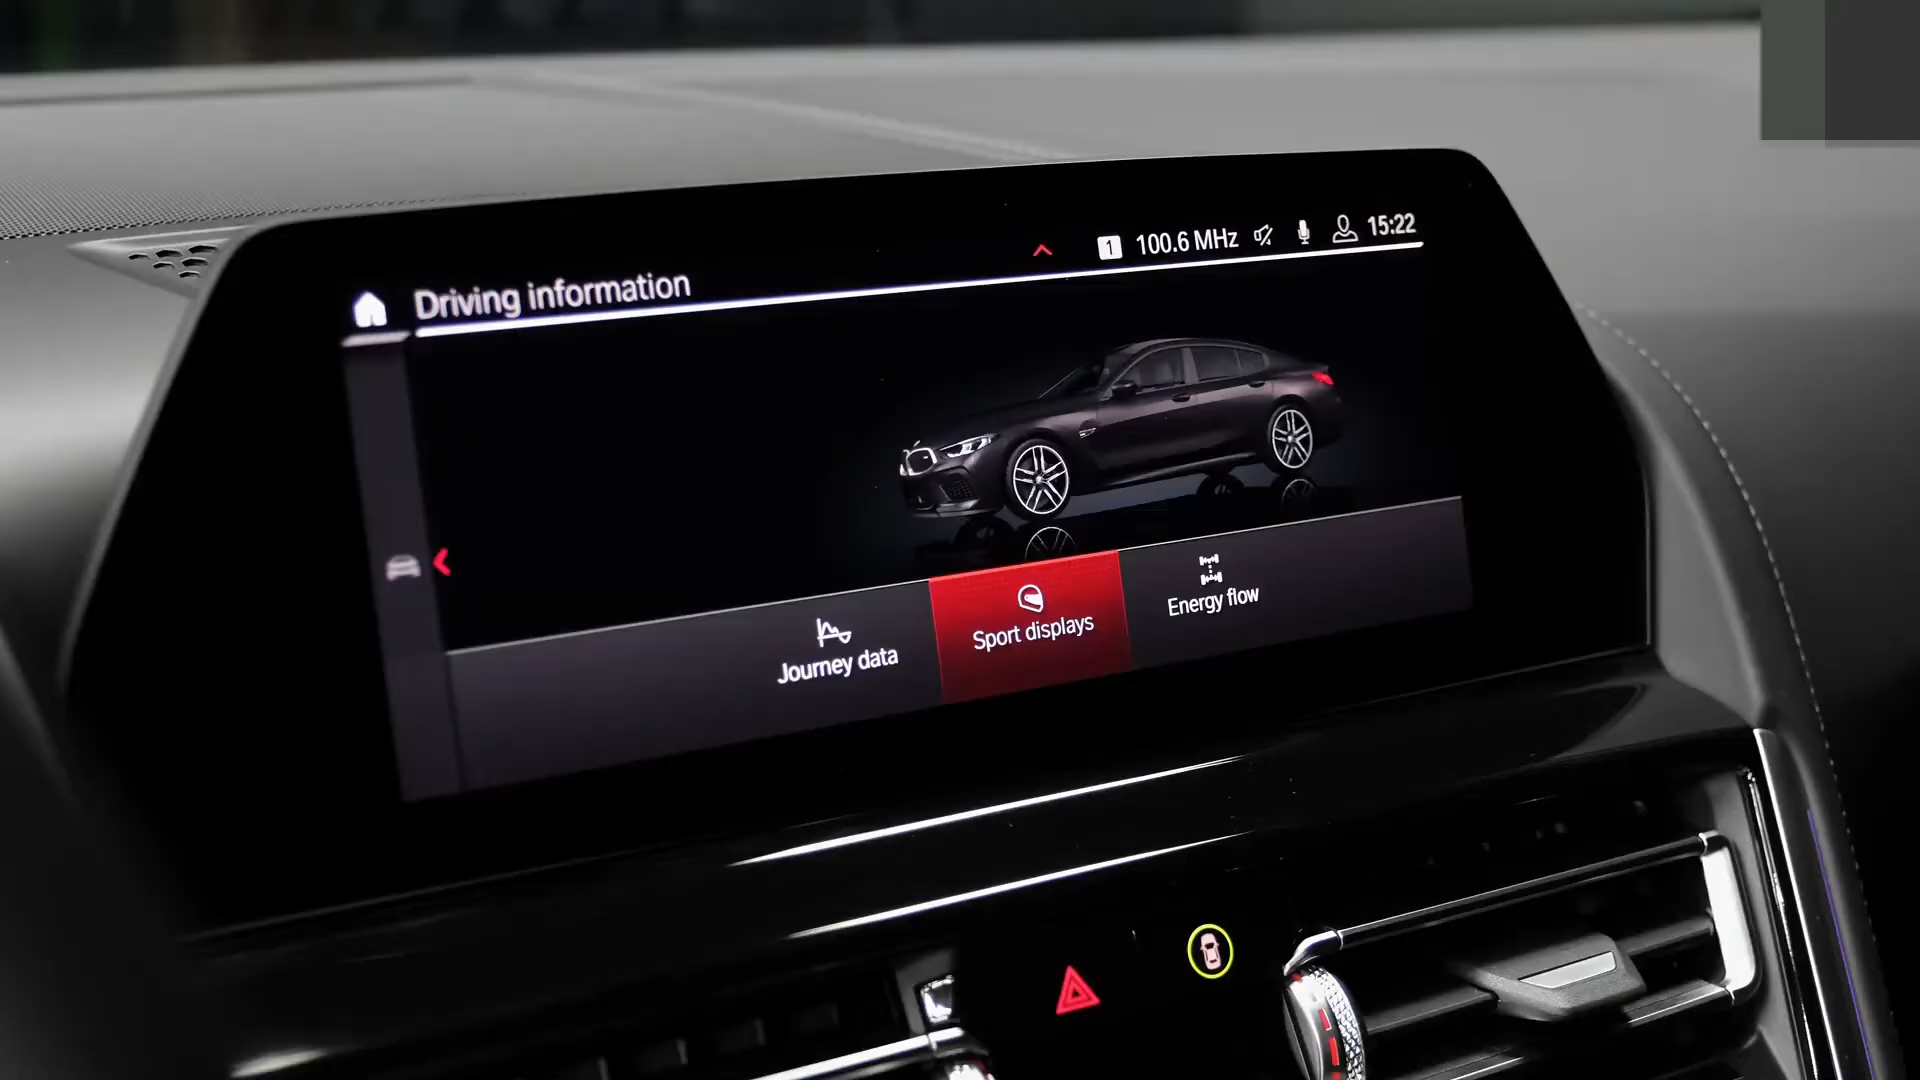 1 100.6 MHz 15:22
Driving information
Journey data
Sport displays
Energy flow